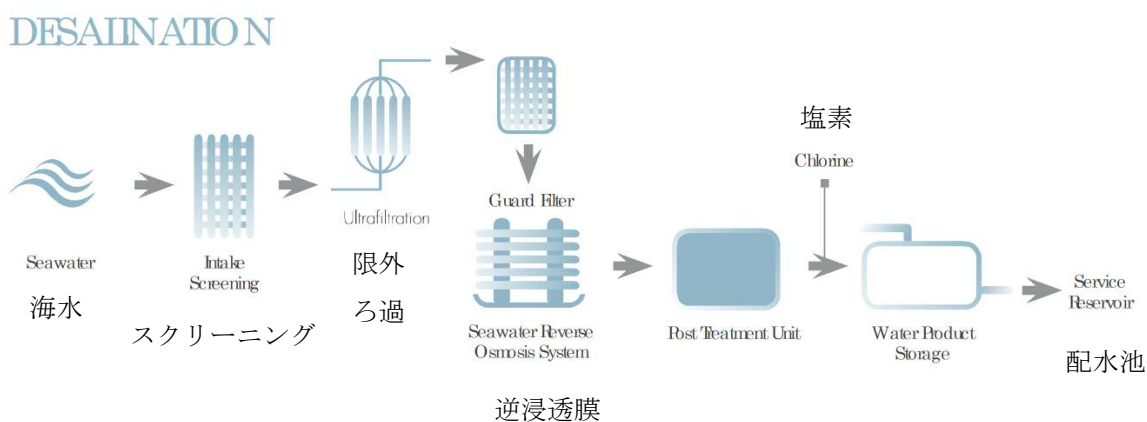 DESALINATION
Seawater
海水
Intake
Screening
スクリーニング
Ultrafiltration
限外
ろ過
Guard Filter
Seawater Reverse
Osmosis System
逆浸透膜
Post Treatment Unit
塩素
Chlorine
Water Product
Storage
Service
Reservoir
配水池